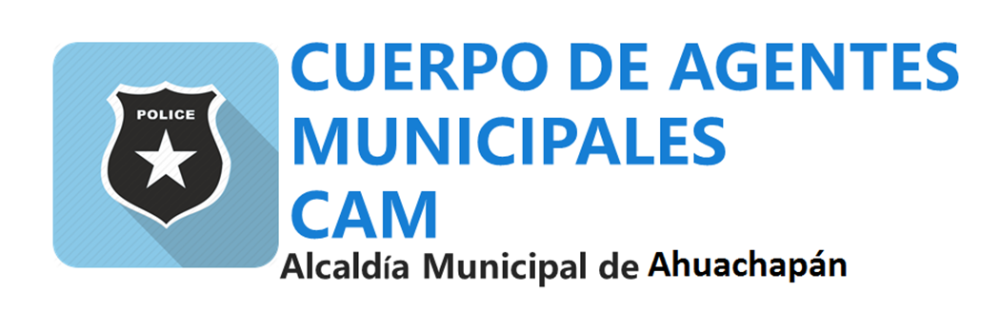 POLICE
CUERPO DE AGENTES
MUNICIPALES
CAM
Alcaldía Municipal de Ahuachapán